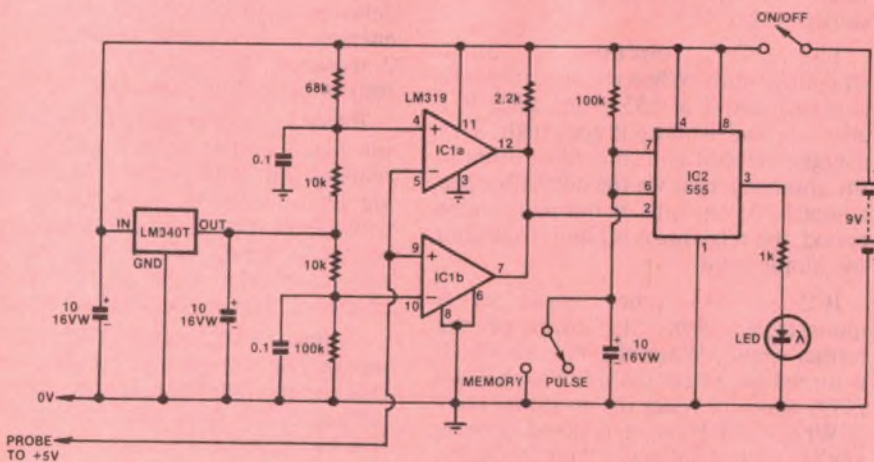 ON/OFF
68k
LM319
2.2k
100k
4
11
4
8
+
12
7
0.1
IC1a
3
5
−
6
IC2
555
3
10k
2
9V
IN
LM340T
OUT
GND
10k
9
+
7
1
1k
IC1b
6
10
−
8
10
16VW
+
−
10
16VW
+
−
0.1
100k
10
16VW
+
−
LED
λ
MEMORY
PULSE
0V
PROBE
TO +5V